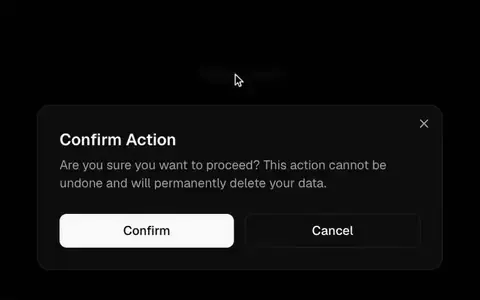 Confirm Action
Are you sure you want to proceed? This action cannot be
undone and will permanently delete your data.
Confirm
Cancel